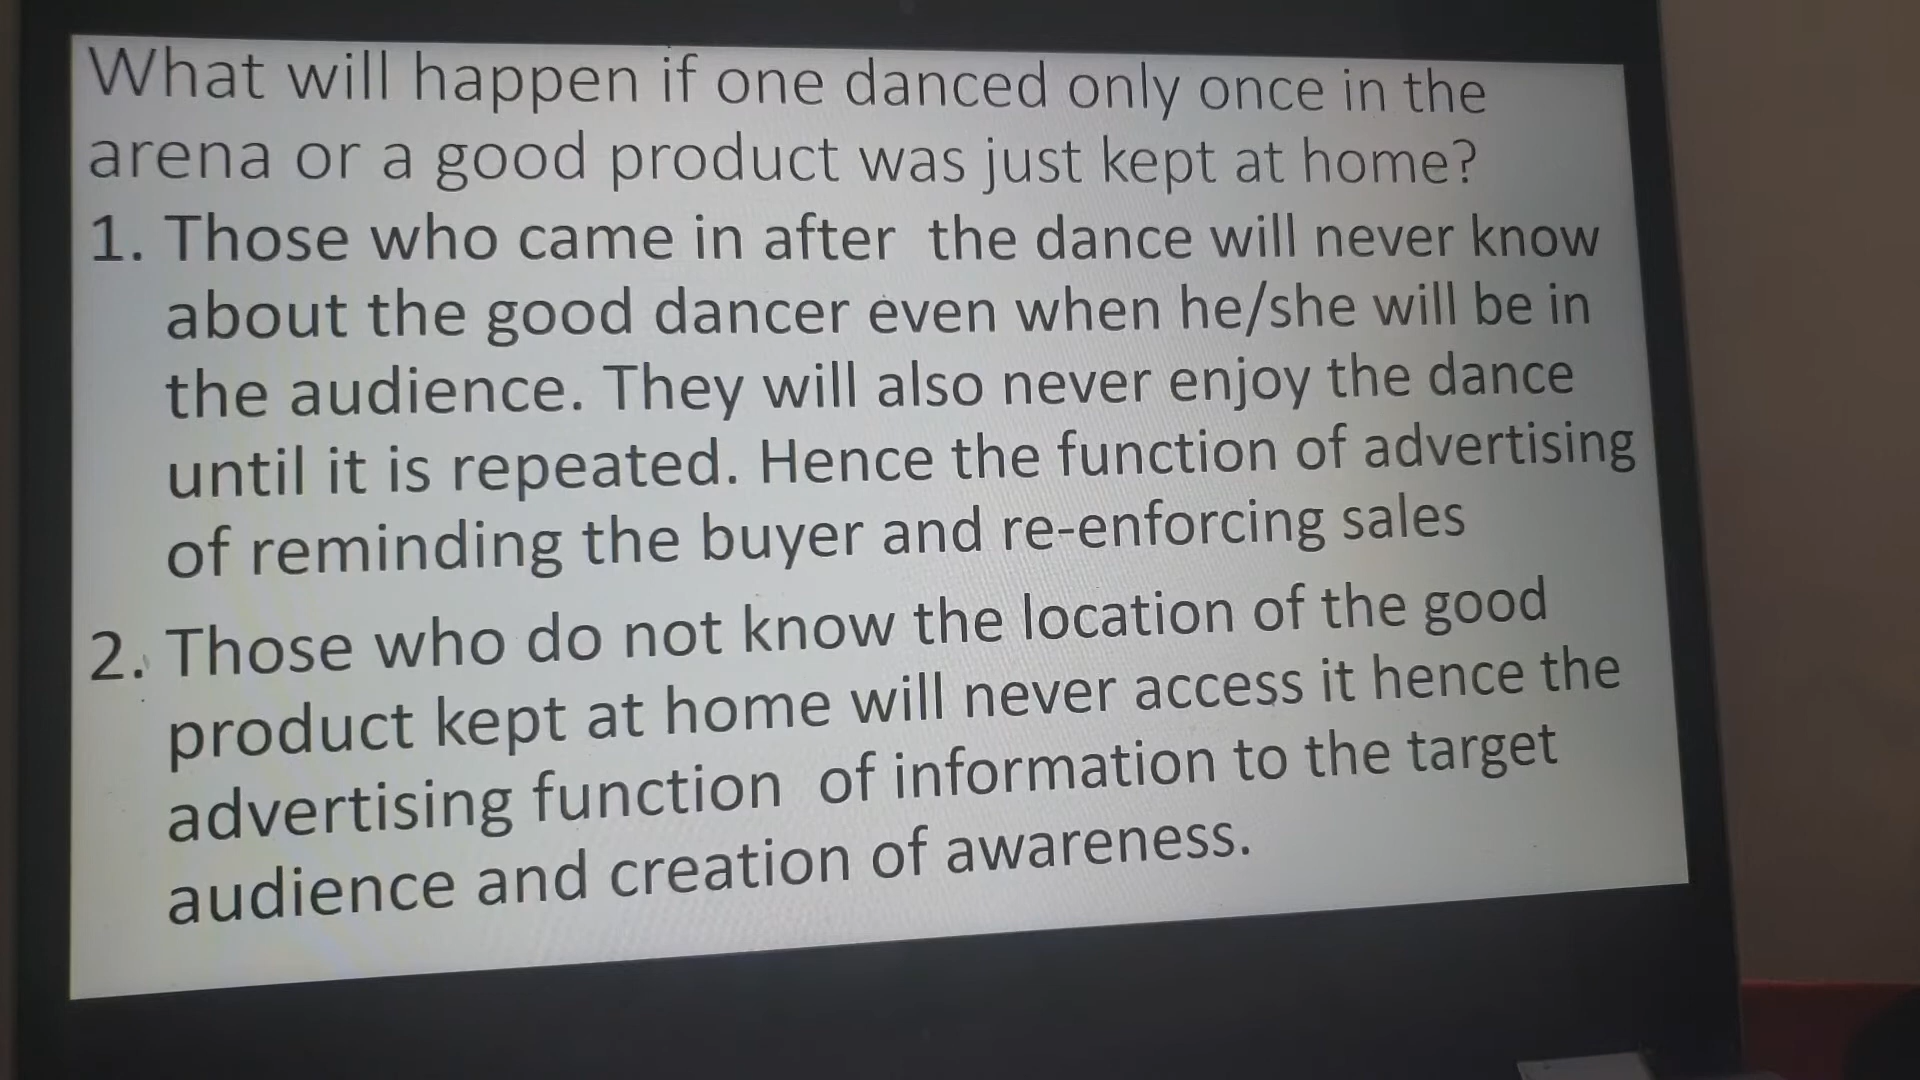 What will happen if one danced only once in the
arena or a good product was just kept at home?
1. Those who came in after the dance will never know
about the good dancer even when he/she will be in
the audience. They will also never enjoy the dance
until it is repeated. Hence the function of advertising
of reminding the buyer and re-enforcing sales
2. Those who do not know the location of the good
product kept at home will never access it hence the
advertising function of information to the target
audience and creation of awareness.